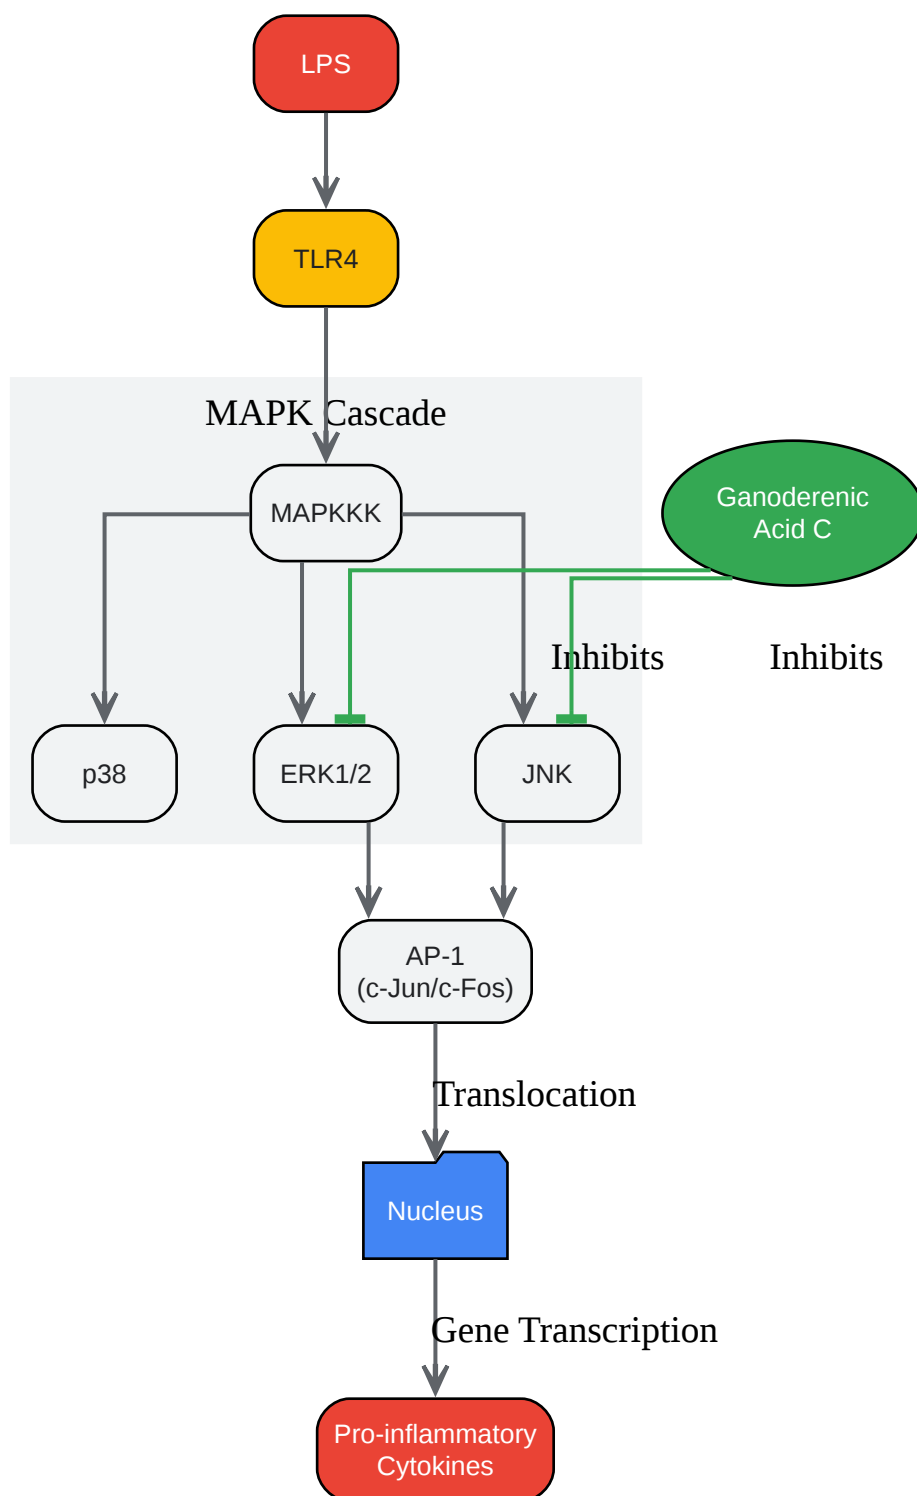 LPS
TLR4
MAPK Cascade
MAPKKK
Ganoderenic
Acid C
Inhibits
Inhibits
p38
ERK1/2
JNK
AP-1
(c-Jun/c-Fos)
Translocation
Nucleus
Gene Transcription
Pro-inflammatory
Cytokines